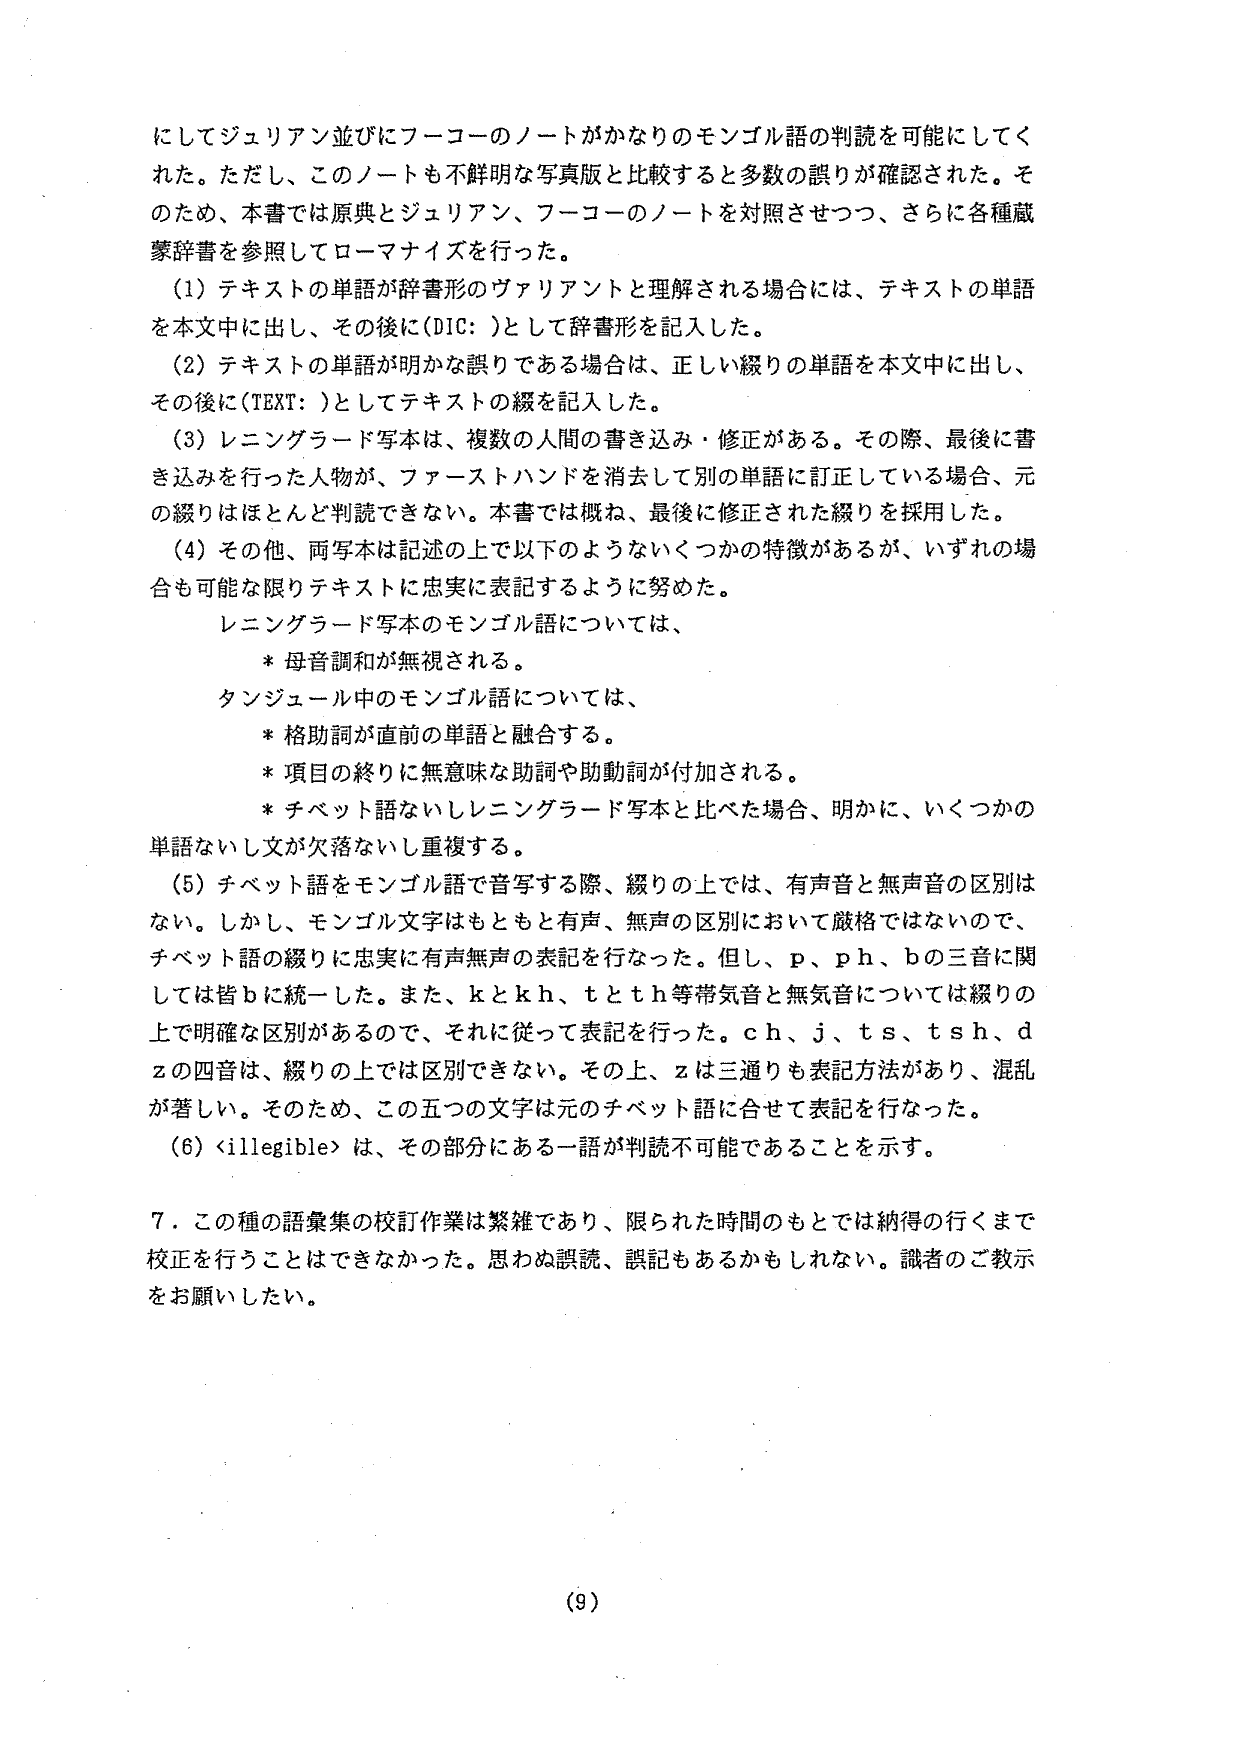 にしてジュリアン並びにフーコーのノートがかなりのモンゴル語の判読を可能にしてく
れた。ただし、このノートも不鮮明な写真版と比較すると多数の誤りが確認された。そ
のため、本書では原典とジュリアン、フーコーのノートを対照させつつ、さらに各種蔵
蒙辞書を参照してローマナイズを行った。
(1) テキストの単語が辞書形のヴァリアントと理解される場合には、テキストの単語
を本文中に出し、その後に(DIC: )として辞書形を記入した。
(2) テキストの単語が明かな誤りである場合は、正しい綴りの単語を本文中に出し、
その後に(TEXT: )としてテキストの綴を記入した。
(3) レニングラード写本は、複数の人間の書き込み・修正がある。その際、最後に書
き込みを行った人物が、ファーストハンドを消去して別の単語に訂正している場合、元
の綴りはほとんど判読できない。本書では概ね、最後に修正された綴りを採用した。
(4) その他、両写本は記述の上で以下のようないくつかの特徴があるが、いずれの場
合も可能な限りテキストに忠実に表記するように努めた。
レニングラード写本のモンゴル語については、
* 母音調和が無視される。
タンジュール中のモンゴル語については、
* 格助詞が直前の単語と融合する。
* 項目の終りに無意味な助詞や助動詞が付加される。
* チベット語ないしレニングラード写本と比べた場合、明かに、いくつかの
単語ないし文が欠落ないし重複する。
(5) チベット語をモンゴル語で音写する際、綴りの上では、有声音と無声音の区別は
ない。しかし、モンゴル文字はもともと有声、無声の区別において厳格ではないので、
チベット語の綴りに忠実に有声無声の表記を行なった。但し、p、ph、bの三音に関
しては皆bに統一した。また、kとkh、tとth等帯気音と無気音については綴りの
上で明確な区別があるので、それに従って表記を行った。ch、j、ts、tsh、d
zの四音は、綴りの上では区別できない。その上、zは三通りも表記方法があり、混乱
が著しい。そのため、この五つの文字は元のチベット語に合せて表記を行なった。
(6) <illegible> は、その部分にある一語が判読不可能であることを示す。
7．この種の語彙集の校訂作業は繁雑であり、限られた時間のもとでは納得の行くまで
校正を行うことはできなかった。思わぬ誤読、誤記もあるかもしれない。識者のご教示
をお願いしたい。
(9)